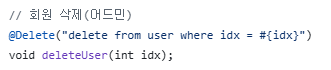 // 회원 삭제(어드민)
@Delete("delete from user where idx = #{idx}")
void deleteUser(int idx);